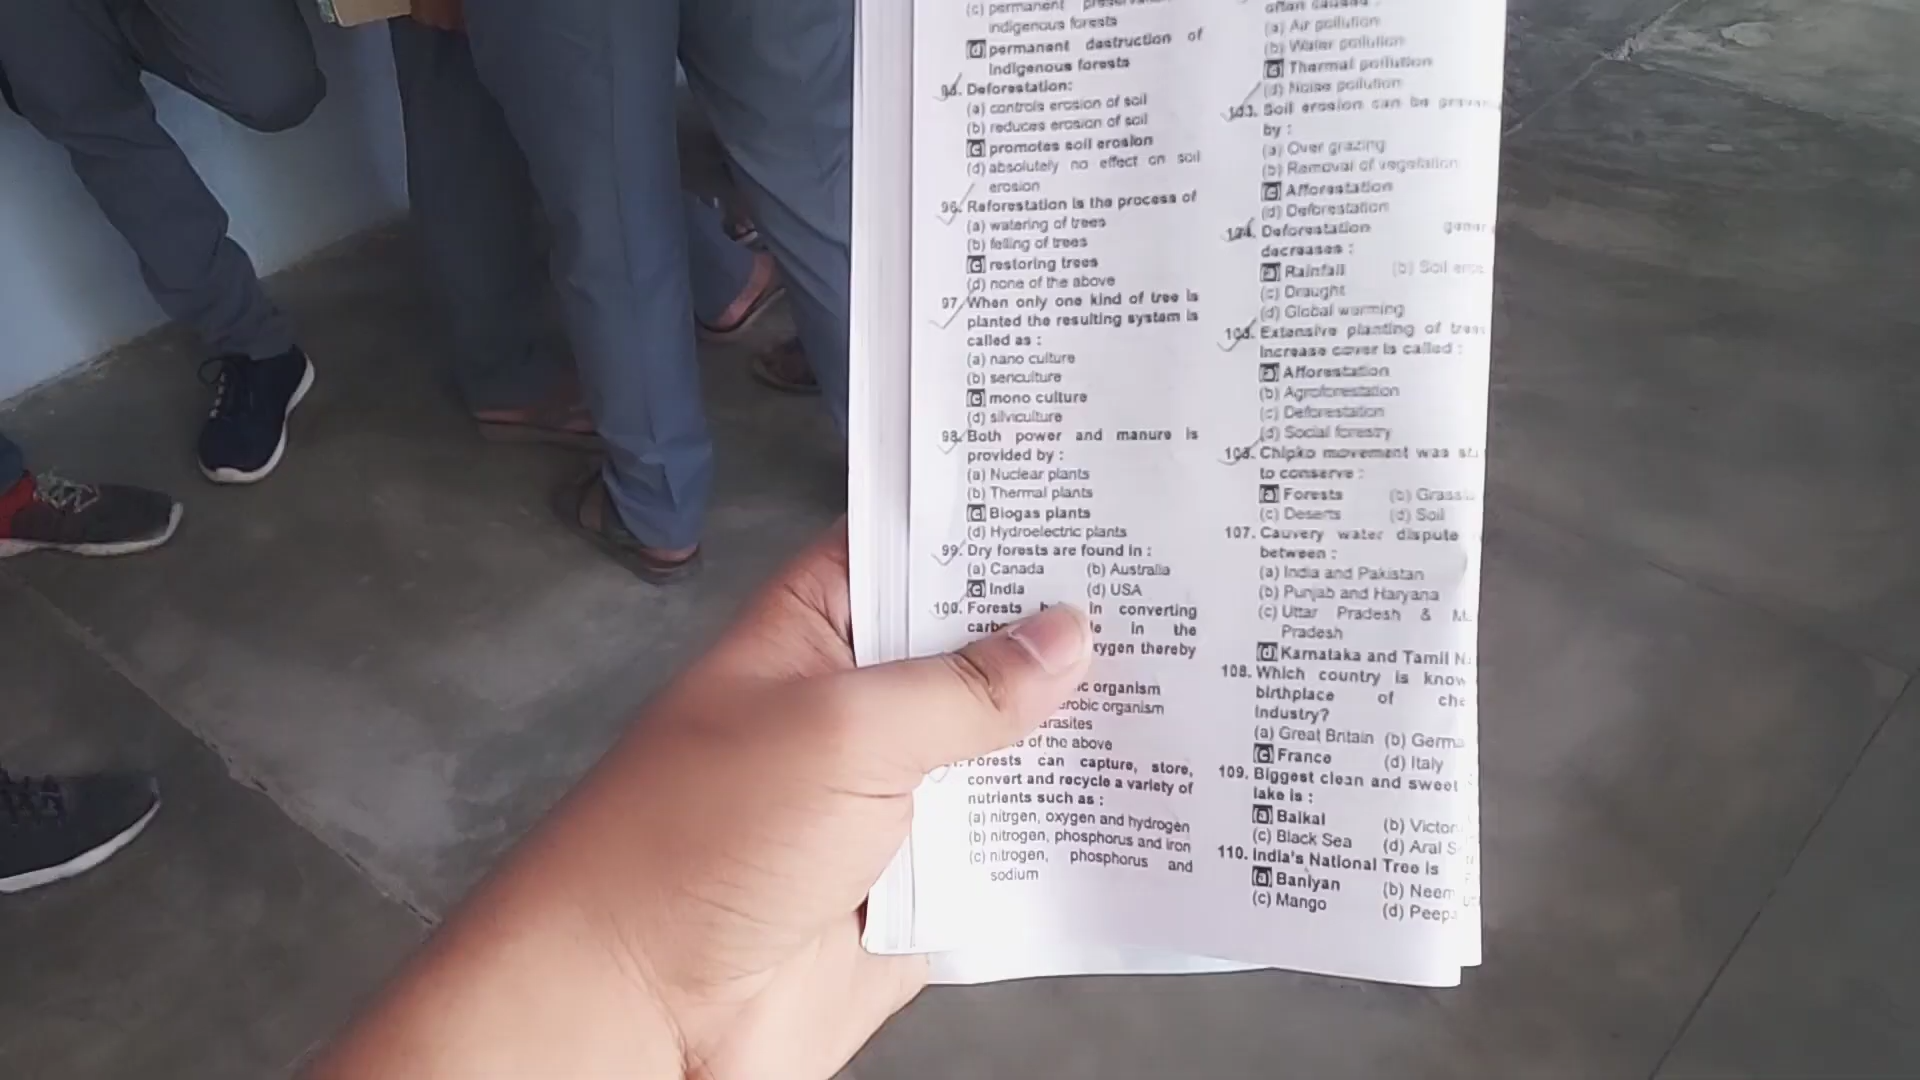 (c) permanent
indigenous forests
(d) permanent destruction of
indigenous forests
95. Deforestation:
(a) controls erosion of soil
(b) reduces erosion of soil
(c) promotes soil erosion
(d) absolutely no effect on soil
erosion
96. Reforestation is the process of
(a) watering of trees
(b) felling of trees
(c) restoring trees
(d) none of the above
97. When only one kind of tree is
planted the resulting system is
called as :
(a) nano culture
(b) sericulture
(c) mono culture
(d) silviculture
98. Both power and manure is
provided by :
(a) Nuclear plants
(b) Thermal plants
(c) Biogas plants
(d) Hydroelectric plants
99. Dry forests are found in :
(a) Canada (b) Australia
(c) India (d) USA
100. Forests in converting
in the
thereby
organism
organism
of the above
Forests can capture, store,
convert and recycle a variety of
nutrients such as :
(a) nitrgen, oxygen and hydrogen
(b) nitrogen, phosphorus and iron
(c) nitrogen, phosphorus and
sodium
often caused :
(a) Air pollution
(b) Water pollution
(c) Thermal pollution
(d) Noise pollution
103. Soil erosion can be
by :
(a) Over grazing
(b) Removal of vegetation
(c) Afforestation
(d) Deforestation
104. Deforestation
decreases :
(a) Rainfall (b) Soil
(c) Draught
(d) Global warming
105. Extensive planting of
increase cover is called :
(a) Afforestation
(b) Agroforestation
(c) Deforestation
(d) Social forestry
106. Chipko movement was
to conserve :
(a) Forests (b)
(c) Deserts (d) Soil
107. Cauvery water dispute
between :
(a) India and Pakistan
(b) Punjab and Haryana
(c) Uttar Pradesh &
Pradesh
(d) Karnataka and Tamil
108. Which country is
birthplace of
industry?
(a) Great Britain (b)
(c) France (d) Italy
109. Biggest clean and sweet
lake is :
(a) Baikal (b)
(c) Black Sea (d) Aral
110. India's National Tree is
(a) Baniyan (b) Neem
(c) Mango (d)